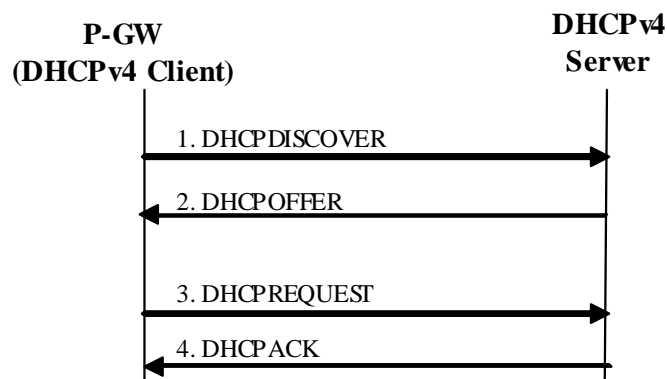 P-GW
(DHCPv4 Client)
DHCPv4
Server
1. DHCPDISCOVER
2. DHCPOFFER
3. DHCPREQUEST
4. DHCPACK